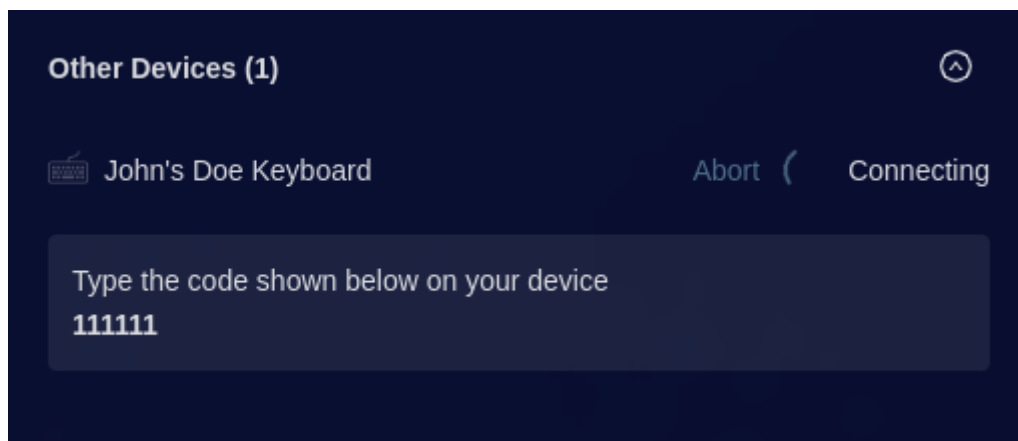 Other Devices (1)
John's Doe Keyboard Abort Connecting
Type the code shown below on your device
111111